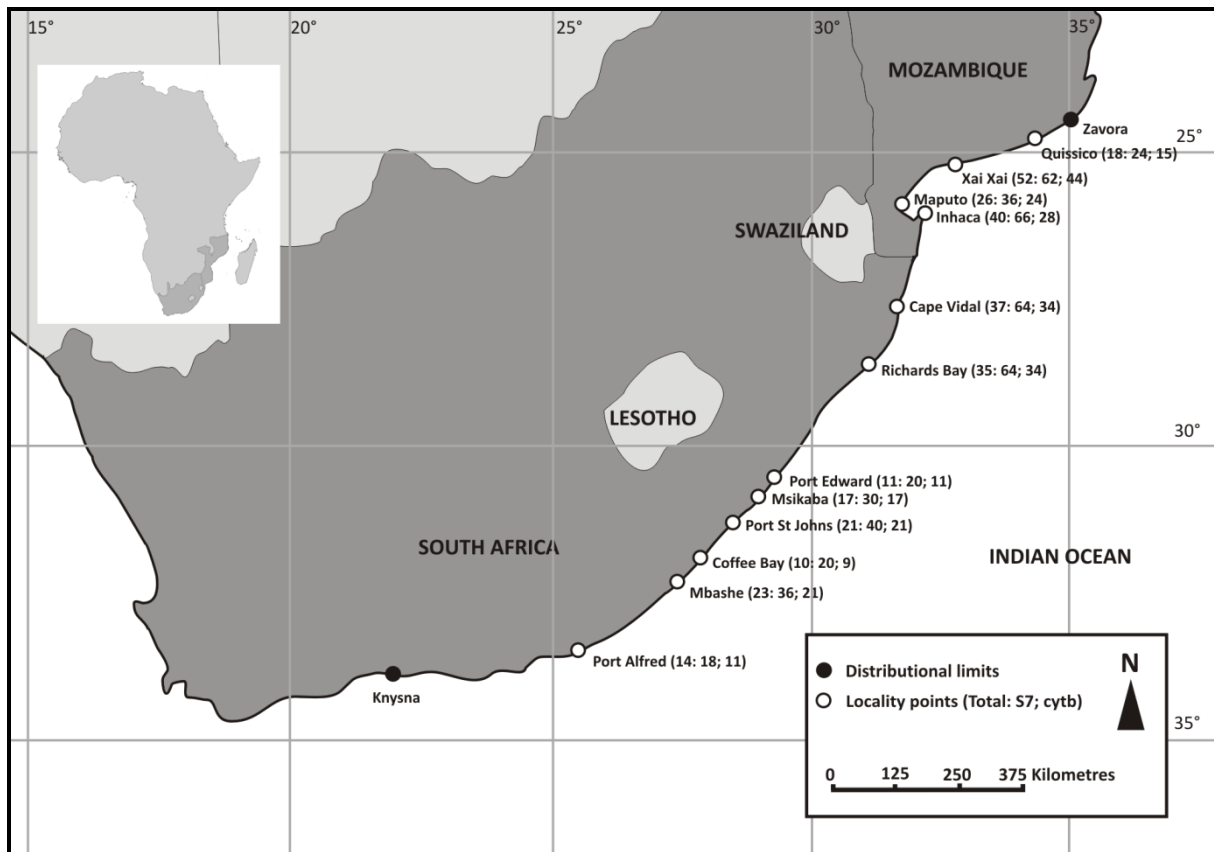 15°
20°
25°
30°
35°
MOZAMBIQUE
Zavora
25°
Quissico (18: 24; 15)
Xai Xai (52: 62; 44)
Maputo (26: 36; 24)
Inhaca (40: 66; 28)
SWAZILAND
Cape Vidal (37: 64; 34)
Richards Bay (35: 64; 34)
LESOTHO
30°
Port Edward (11: 20; 11)
Msikaba (17: 30; 17)
Port St Johns (21: 40; 21)
SOUTH AFRICA
INDIAN OCEAN
Coffee Bay (10: 20; 9)
Mbashe (23: 36; 21)
Port Alfred (14: 18; 11)
Knysna
Distributional limits
N
Locality points (Total: S7; cytb)
35°
0 125 250 375 Kilometres